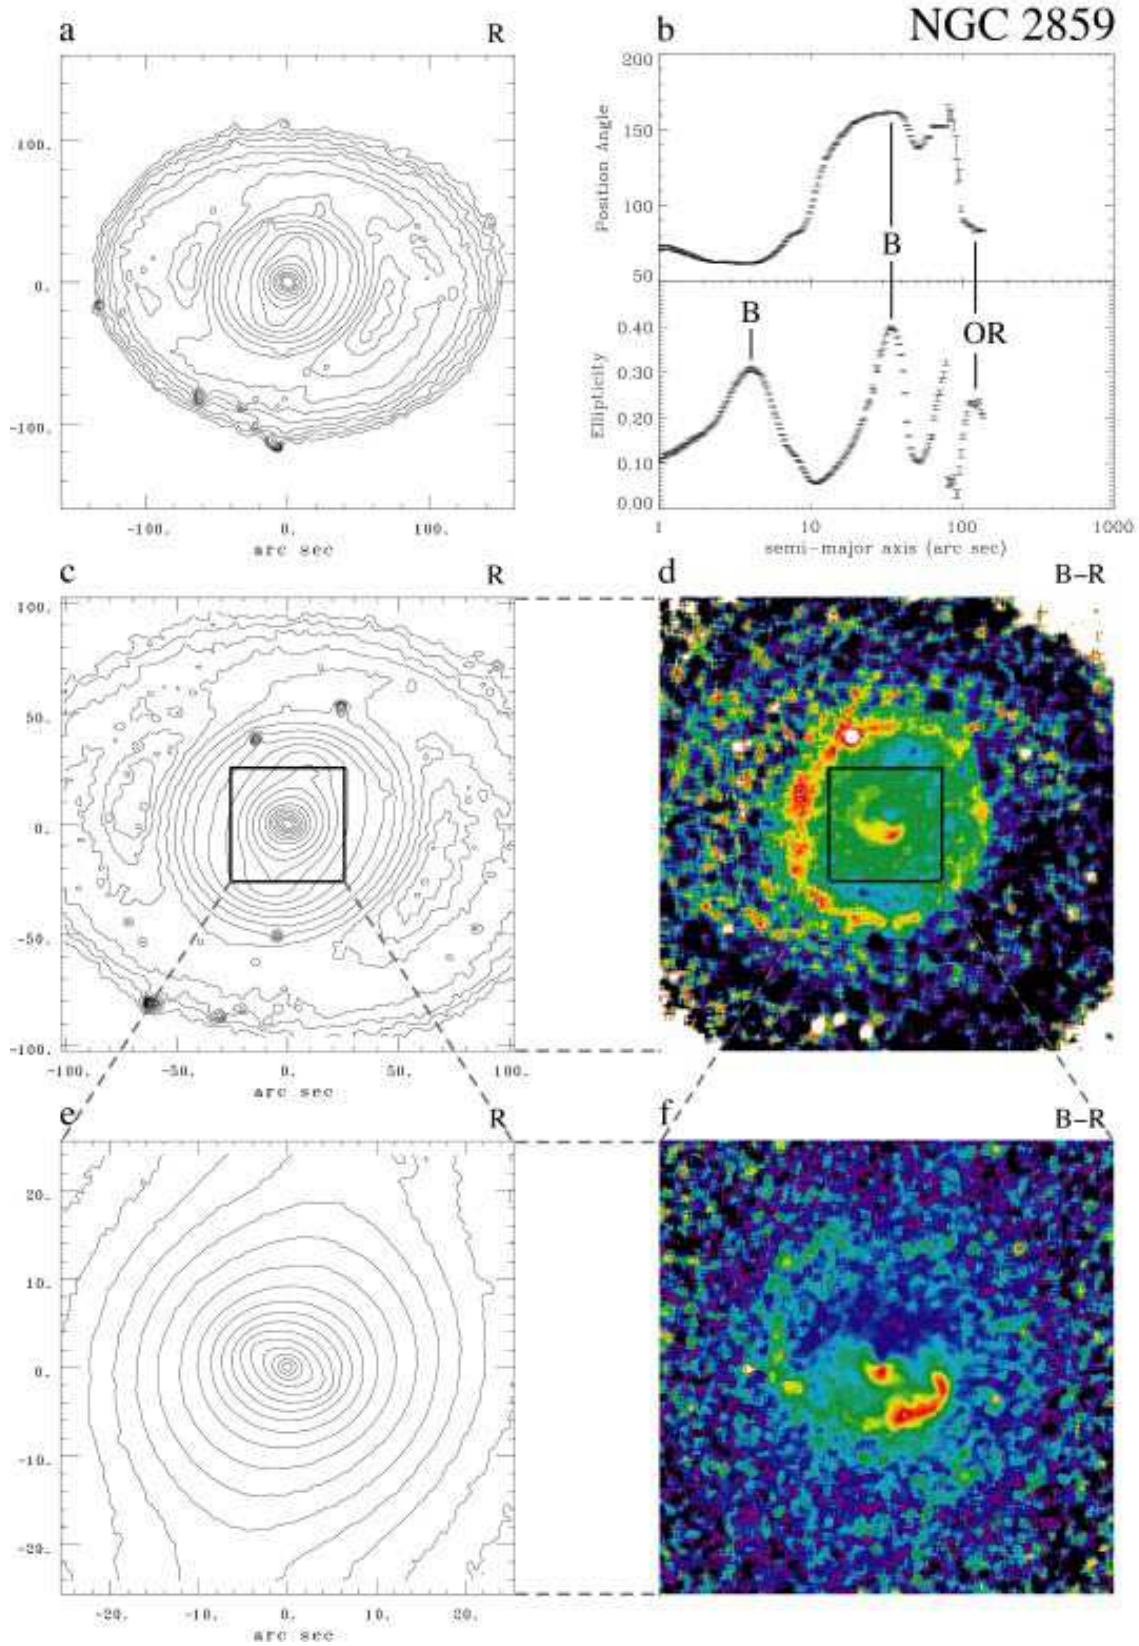 NGC 2859
a R
100.
0.
-100.
-100. 0. 100.
arc sec
b
200
150
100
50
Position Angle
B
B
OR
0.40
0.30
0.20
0.10
0.00
Ellipticity
1 10 100 1000
semi-major axis (arc sec)
c R
100.
50.
0.
-50.
-100.
-100. -50. 0. 50. 100.
arc sec
d B-R
e R
20.
10.
0.
-10.
-20.
-20. -10. 0. 10. 20.
arc sec
f B-R